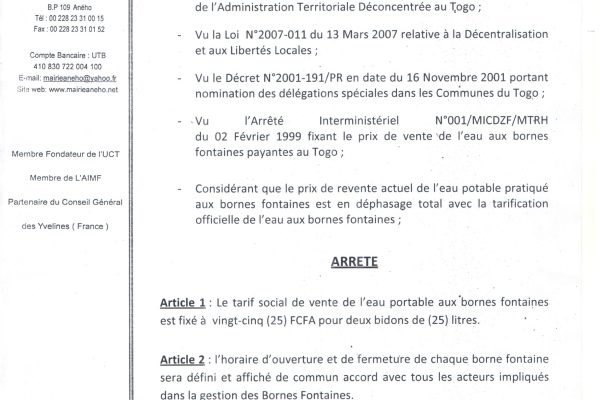 B.P 109 Aného
Tél : 00 228 23 31 00 15
Fax : 00 228 23 31 01 52
Compte Bancaire : UTB
410 830 722 004 100
E-mail: mairieaneho@yahoo.fr
Site web: www.mairieaneho.net
Membre Fondateur de l'UCT
Membre de L'AIMF
Partenaire du Conseil Général
des Yvelines ( France )
de l'Administration Territoriale Déconcentrée au Togo ;
- Vu la Loi N°2007-011 du 13 Mars 2007 relative à la Décentralisation
et aux Libertés Locales ;
- Vu le Décret N°2001-191/PR en date du 16 Novembre 2001 portant
nomination des délégations spéciales dans les Communes du Togo ;
- Vu l'Arrêté Interministériel N°001/MICDZF/MTRH
du 02 Février 1999 fixant le prix de vente de l'eau aux bornes
fontaines payantes au Togo ;
- Considérant que le prix de revente actuel de l'eau potable pratiqué
aux bornes fontaines est en déphasage total avec la tarification
officielle de l'eau aux bornes fontaines ;
ARRETE
Article 1 : Le tarif social de vente de l'eau portable aux bornes fontaines
est fixé à vingt-cinq (25) FCFA pour deux bidons de (25) litres.
Article 2 : l'horaire d'ouverture et de fermeture de chaque borne fontaine
sera défini et affiché de commun accord avec tous les acteurs impliqués
dans la gestion des Bornes Fontaines.